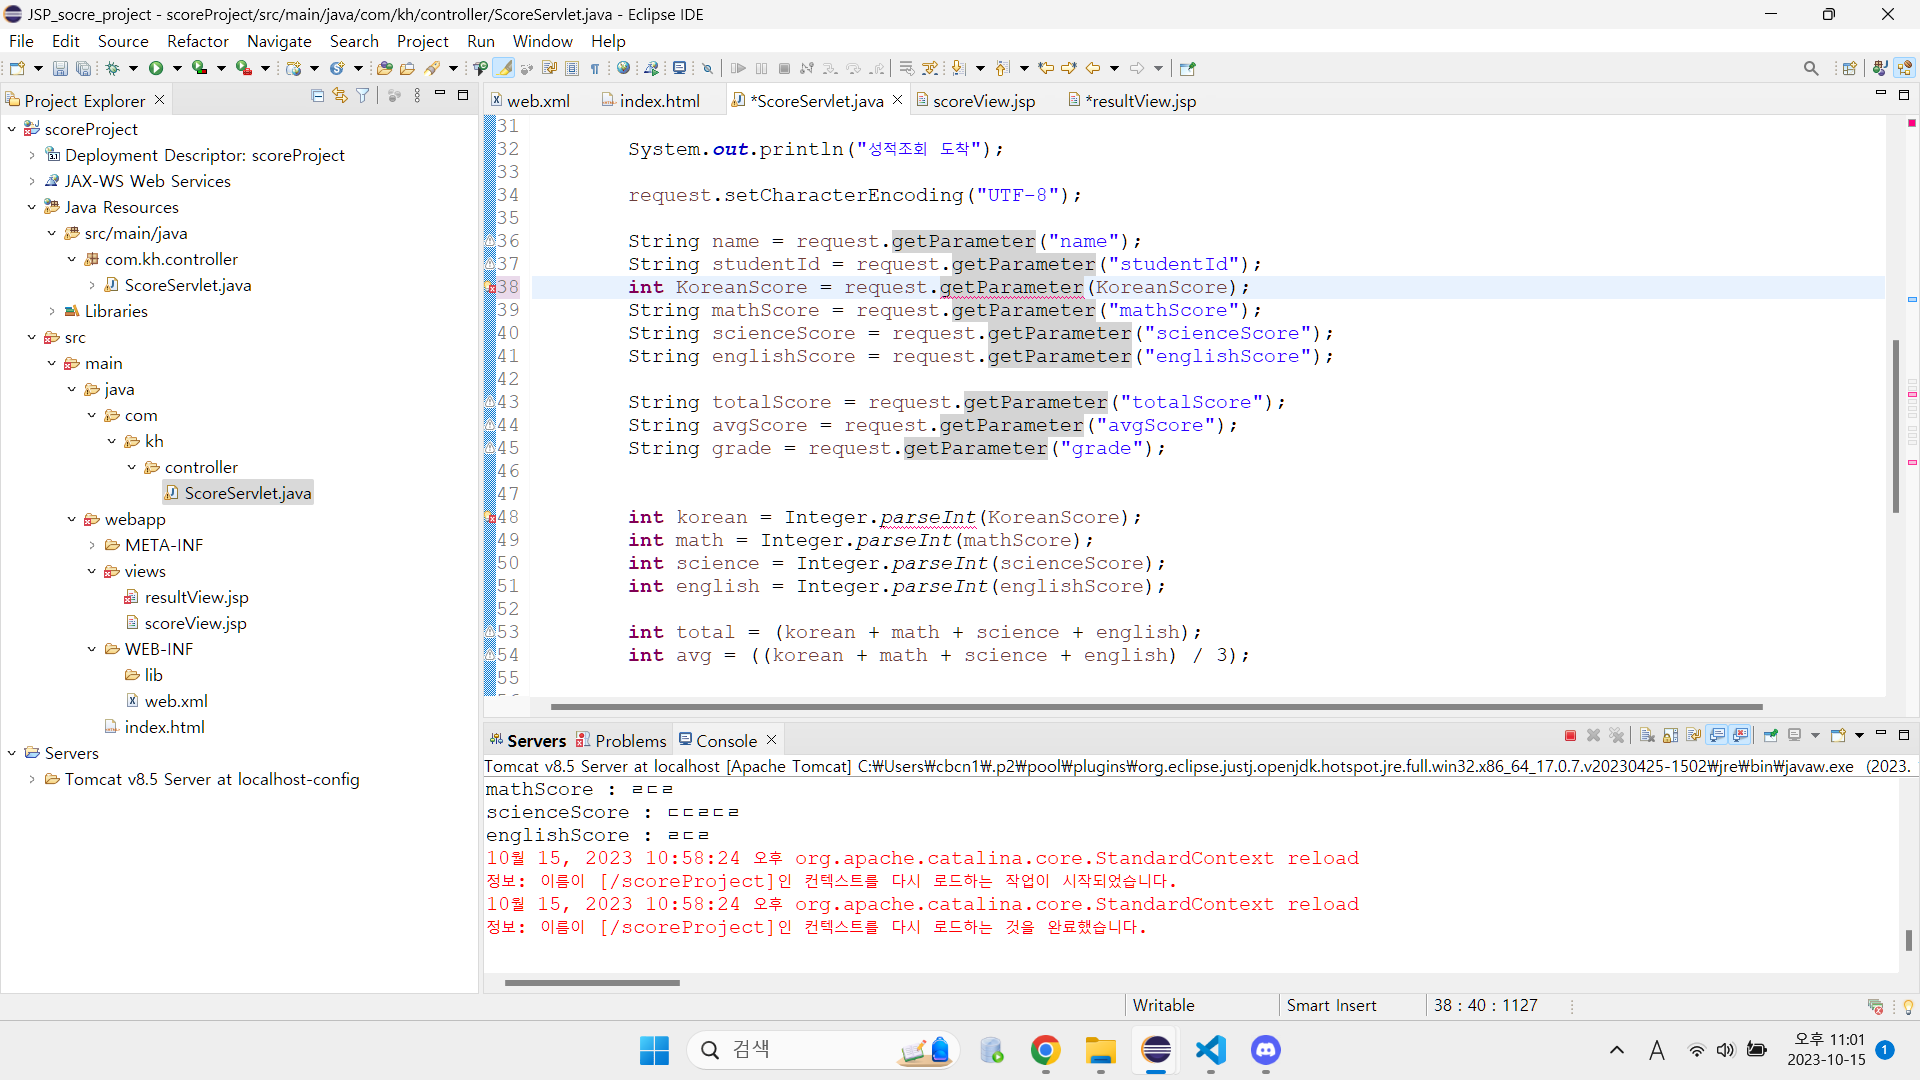 JSP_socre_project - scoreProject/src/main/java/com/kh/controller/ScoreServlet.java - Eclipse IDE
File Edit Source Refactor Navigate Search Project Run Window Help
Project Explorer
scoreProject
Deployment Descriptor: scoreProject
JAX-WS Web Services
Java Resources
src/main/java
com.kh.controller
ScoreServlet.java
Libraries
src
main
java
com
kh
controller
ScoreServlet.java
webapp
META-INF
views
resultView.jsp
scoreView.jsp
WEB-INF
lib
web.xml
index.html
Servers
Tomcat v8.5 Server at localhost-config
web.xml index.html *ScoreServlet.java scoreView.jsp *resultView.jsp
31
32 System.out.println("성적조회 도착");
33
34 request.setCharacterEncoding("UTF-8");
35
36 String name = request.getParameter("name");
37 String studentId = request.getParameter("studentId");
38 int KoreanScore = request.getParameter(KoreanScore);
39 String mathScore = request.getParameter("mathScore");
40 String scienceScore = request.getParameter("scienceScore");
41 String englishScore = request.getParameter("englishScore");
42
43 String totalScore = request.getParameter("totalScore");
44 String avgScore = request.getParameter("avgScore");
45 String grade = request.getParameter("grade");
46
47
48 int korean = Integer.parseInt(KoreanScore);
49 int math = Integer.parseInt(mathScore);
50 int science = Integer.parseInt(scienceScore);
51 int english = Integer.parseInt(englishScore);
52
53 int total = (korean + math + science + english);
54 int avg = ((korean + math + science + english) / 3);
55
Servers Problems Console
Tomcat v8.5 Server at localhost [Apache Tomcat] C:₩Users₩cbcn1₩.p2₩pool₩plugins₩org.eclipse.justj.openjdk.hotspot.jre.full.win32.x86_64_17.0.7.v20230425-1502₩jre₩bin₩javaw.exe (2023.
mathScore : ㄹㄷㄹ
scienceScore : ㄷㄷㄹㄷㄹ
englishScore : ㄹㄷㄹ
10월 15, 2023 10:58:24 오후 org.apache.catalina.core.StandardContext reload
정보: 이름이 [/scoreProject]인 컨텍스트를 다시 로드하는 작업이 시작되었습니다.
10월 15, 2023 10:58:24 오후 org.apache.catalina.core.StandardContext reload
정보: 이름이 [/scoreProject]인 컨텍스트를 다시 로드하는 것을 완료했습니다.
Writable Smart Insert 38 : 40 : 1127
검색
A
오후 11:01
2023-10-15
1